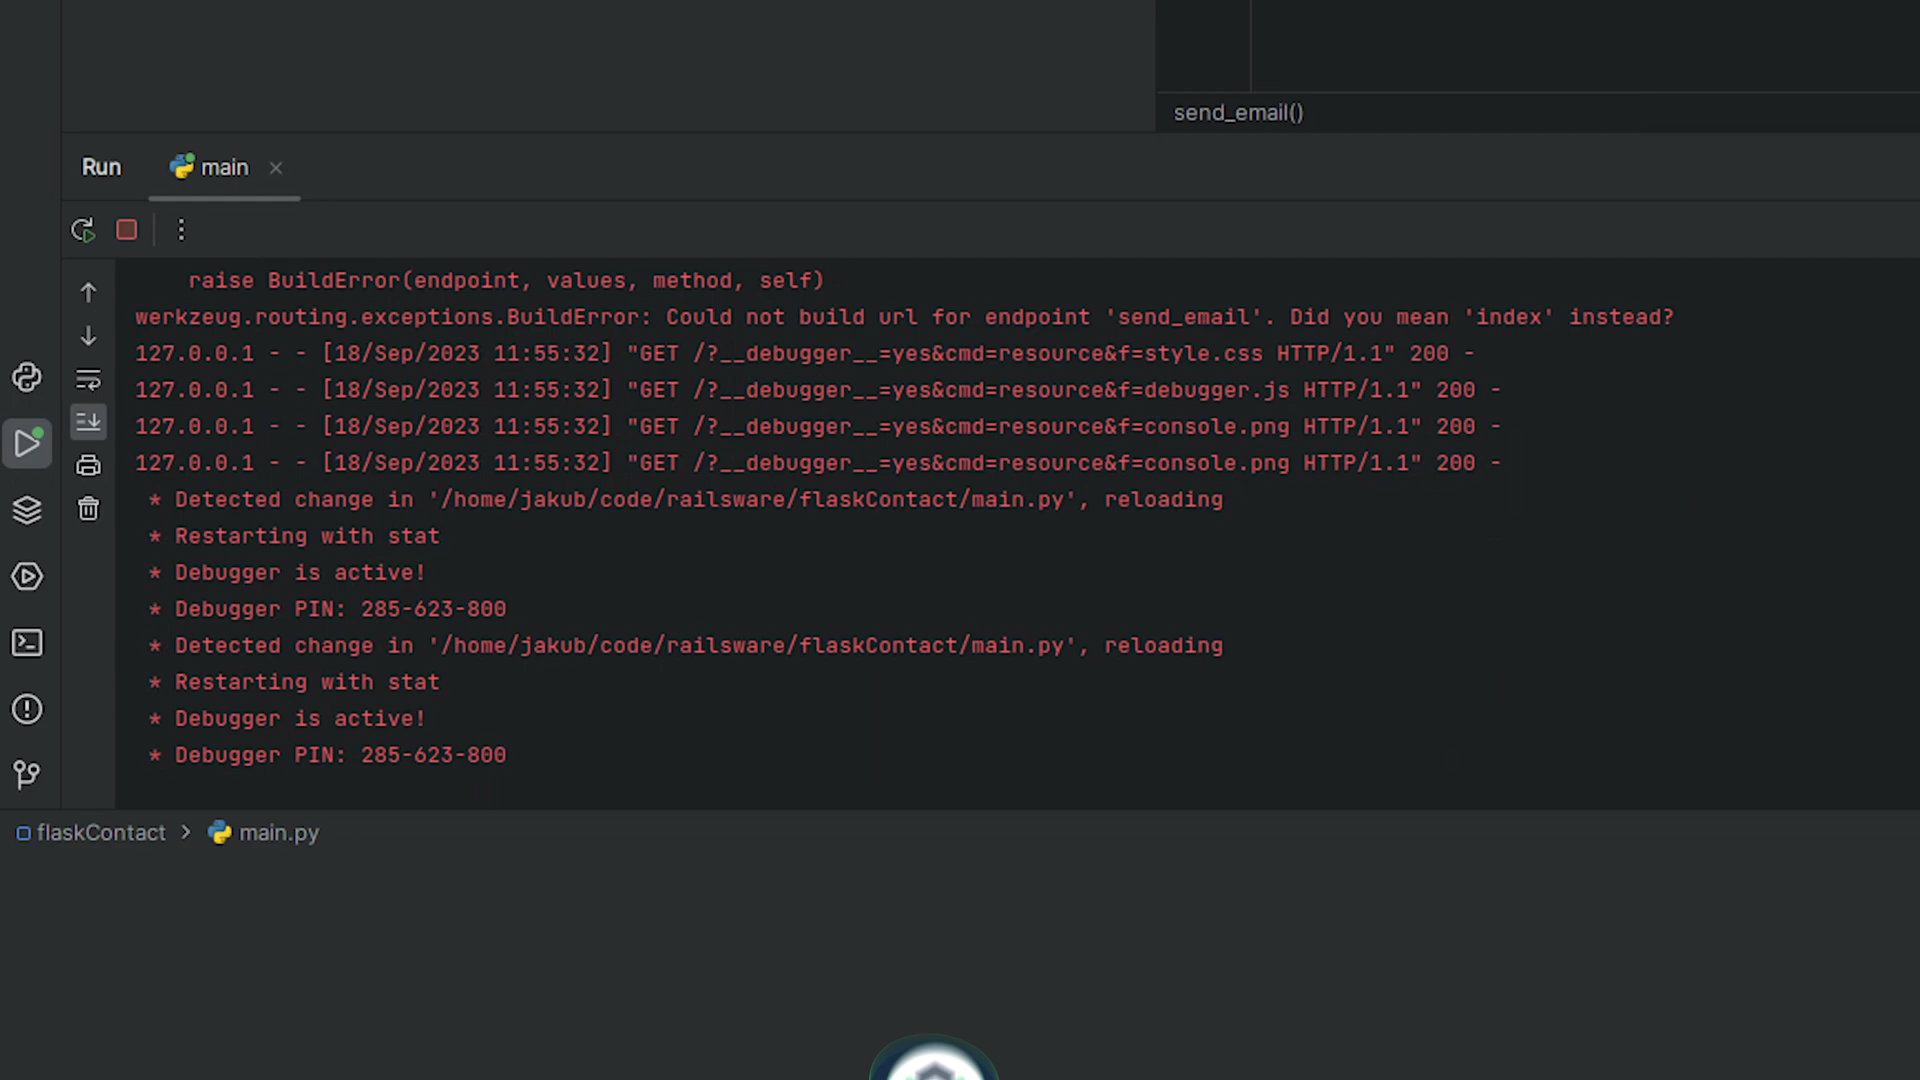 send_email()
Run main
raise BuildError(endpoint, values, method, self)
werkzeug.routing.exceptions.BuildError: Could not build url for endpoint 'send_email'. Did you mean 'index' instead?
127.0.0.1 - - [18/Sep/2023 11:55:32] "GET /?__debugger__=yes&cmd=resource&f=style.css HTTP/1.1" 200 -
127.0.0.1 - - [18/Sep/2023 11:55:32] "GET /?__debugger__=yes&cmd=resource&f=debugger.js HTTP/1.1" 200 -
127.0.0.1 - - [18/Sep/2023 11:55:32] "GET /?__debugger__=yes&cmd=resource&f=console.png HTTP/1.1" 200 -
127.0.0.1 - - [18/Sep/2023 11:55:32] "GET /?__debugger__=yes&cmd=resource&f=console.png HTTP/1.1" 200 -
* Detected change in '/home/jakub/code/railsware/flaskContact/main.py', reloading
* Restarting with stat
* Debugger is active!
* Debugger PIN: 285-623-800
* Detected change in '/home/jakub/code/railsware/flaskContact/main.py', reloading
* Restarting with stat
* Debugger is active!
* Debugger PIN: 285-623-800
flaskContact > main.py